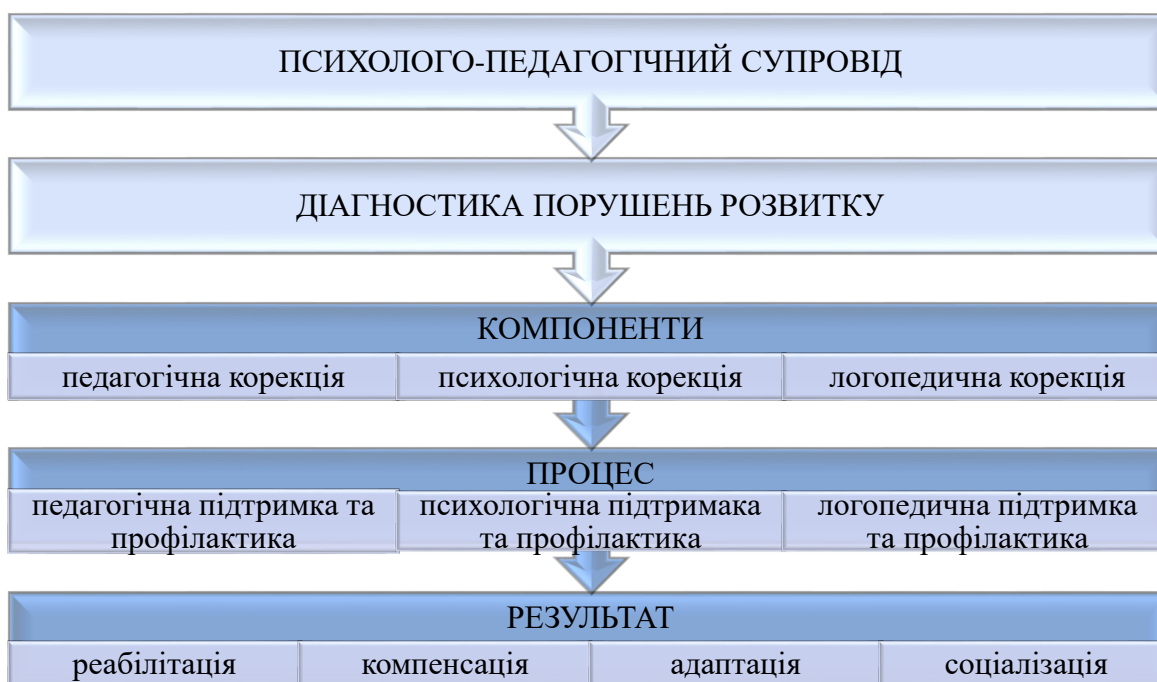 ПСИХОЛОГО-ПЕДАГОГІЧНИЙ СУПРОВІД
ДІАГНОСТИКА ПОРУШЕНЬ РОЗВИТКУ
КОМПОНЕНТИ
педагогічна корекція
психологічна корекція
логопедична корекція
ПРОЦЕС
педагогічна підтримка та
профілактика
психологічна підтримака
та профілактика
логопедична підтримка
та профілактика
РЕЗУЛЬТАТ
реабілітація
компенсація
адаптація
соціалізація